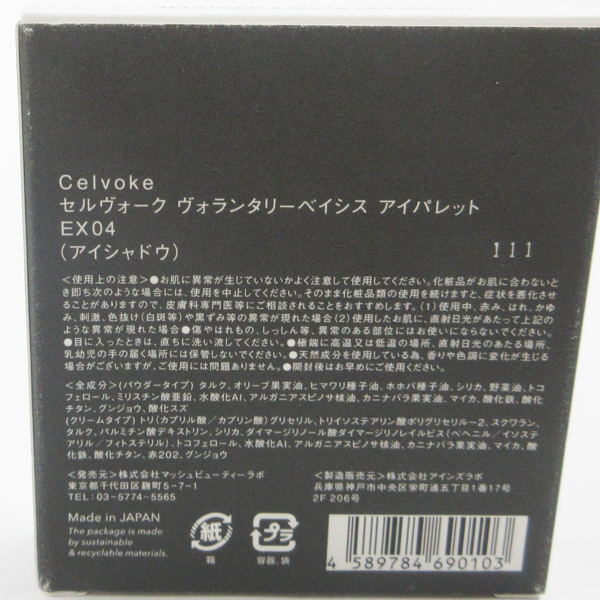 Celvoke
セルヴォーク ヴォランタリーベイシス アイパレット
EX04
(アイシャドウ)
111
<使用上の注意>●お肌に異常が生じていないかよく注意して使用してください。化粧品がお肌に合わないと
き即ち次のような場合には、使用を中止してください。そのまま化粧品類の使用を続けますと、症状を悪化させ
ることがありますので、皮膚科専門医等にご相談されることをおすすめします。(1)使用中、赤み、はれ、かゆ
み、刺激、色抜け(白斑等)や黒ずみ等の異常が現れた場合(2)使用したお肌に、直射日光があたって上記の
ような異常が現れた場合●傷やはれもの、しっしん等、異常のある部位にはお使いにならないでください。
●目に入ったときは、直ちに洗い流してください。●極端に高温又は低温の場所、直射日光のあたる場所、
乳幼児の手の届く場所には保管しないでください。●天然成分を使用している為、香りや色調に変化が生じる
場合がございますが、ご使用には問題ありません。●開封後はお早めにご使用ください。
<全成分>(パウダータイプ) タルク、オリーブ果実油、ヒマワリ種子油、ホホバ種子油、シリカ、野菜油、トコ
フェロール、ミリスチン酸亜鉛、水酸化Al、アルガニアスピノサ核油、カニナバラ果実油、マイカ、酸化鉄、酸化
チタン、グンジョウ、酸化スズ
(クリームタイプ) トリ(カプリル酸/カプリン酸)グリセリル、トリイソステアリン酸ポリグリセリル-2、スクワラン、
タルク、パルミチン酸デキストリン、シリカ、ダイマージリノール酸ダイマージリノレイルビス(ベヘニル/イソステ
アリル/フィトステリル)、トコフェロール、水酸化Al、アルガニアスピノサ核油、カニナバラ果実油、マイカ、酸
化鉄、酸化チタン、赤202、グンジョウ
<発売元>株式会社マッシュビューティーラボ
東京都千代田区麹町5-7-1
TEL:03-5774-5565
<製造販売元>株式会社アインズラボ
兵庫県神戸市中央区栄町通五丁目1番17号
2F 206号
Made in JAPAN
The package is made
by sustainable
& recyclable materials.
紙
箱
プラ
容器、袋
4 589784 690103